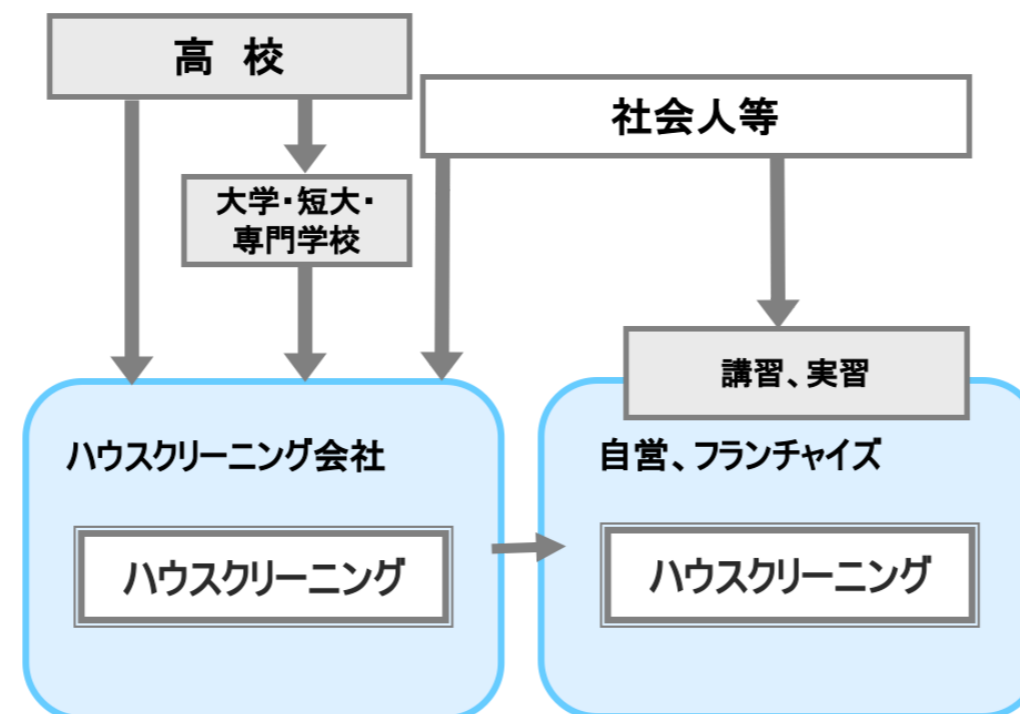 高 校
社会人等
大学・短大・
専門学校
講習、実習
ハウスクリーニング会社
自営、フランチャイズ
ハウスクリーニング
ハウスクリーニング